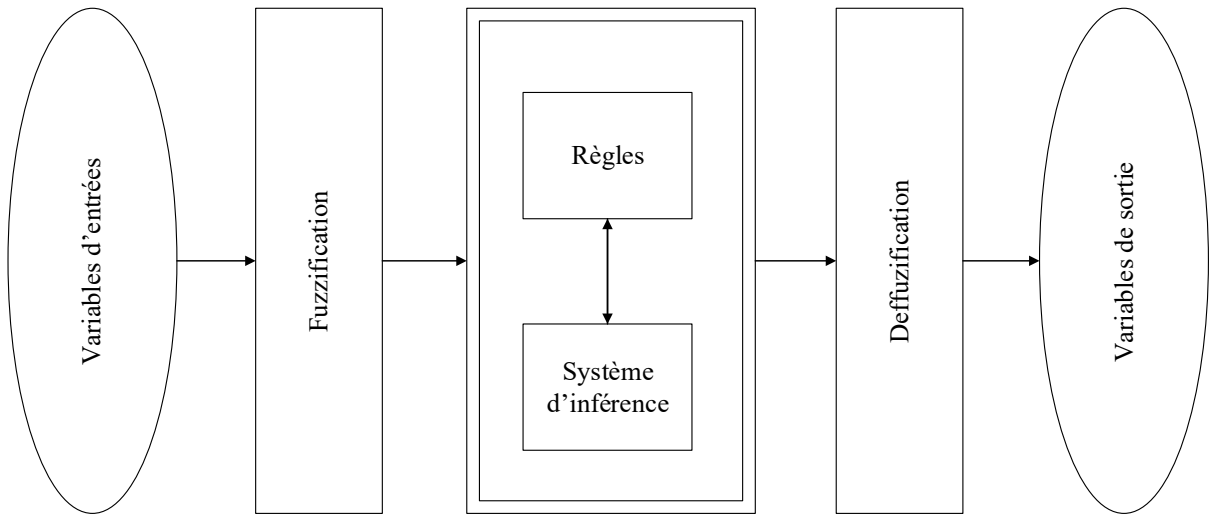 Variables d’entrées
Fuzzification
Règles
Système
d’inférence
Deffuzification
Variables de sortie